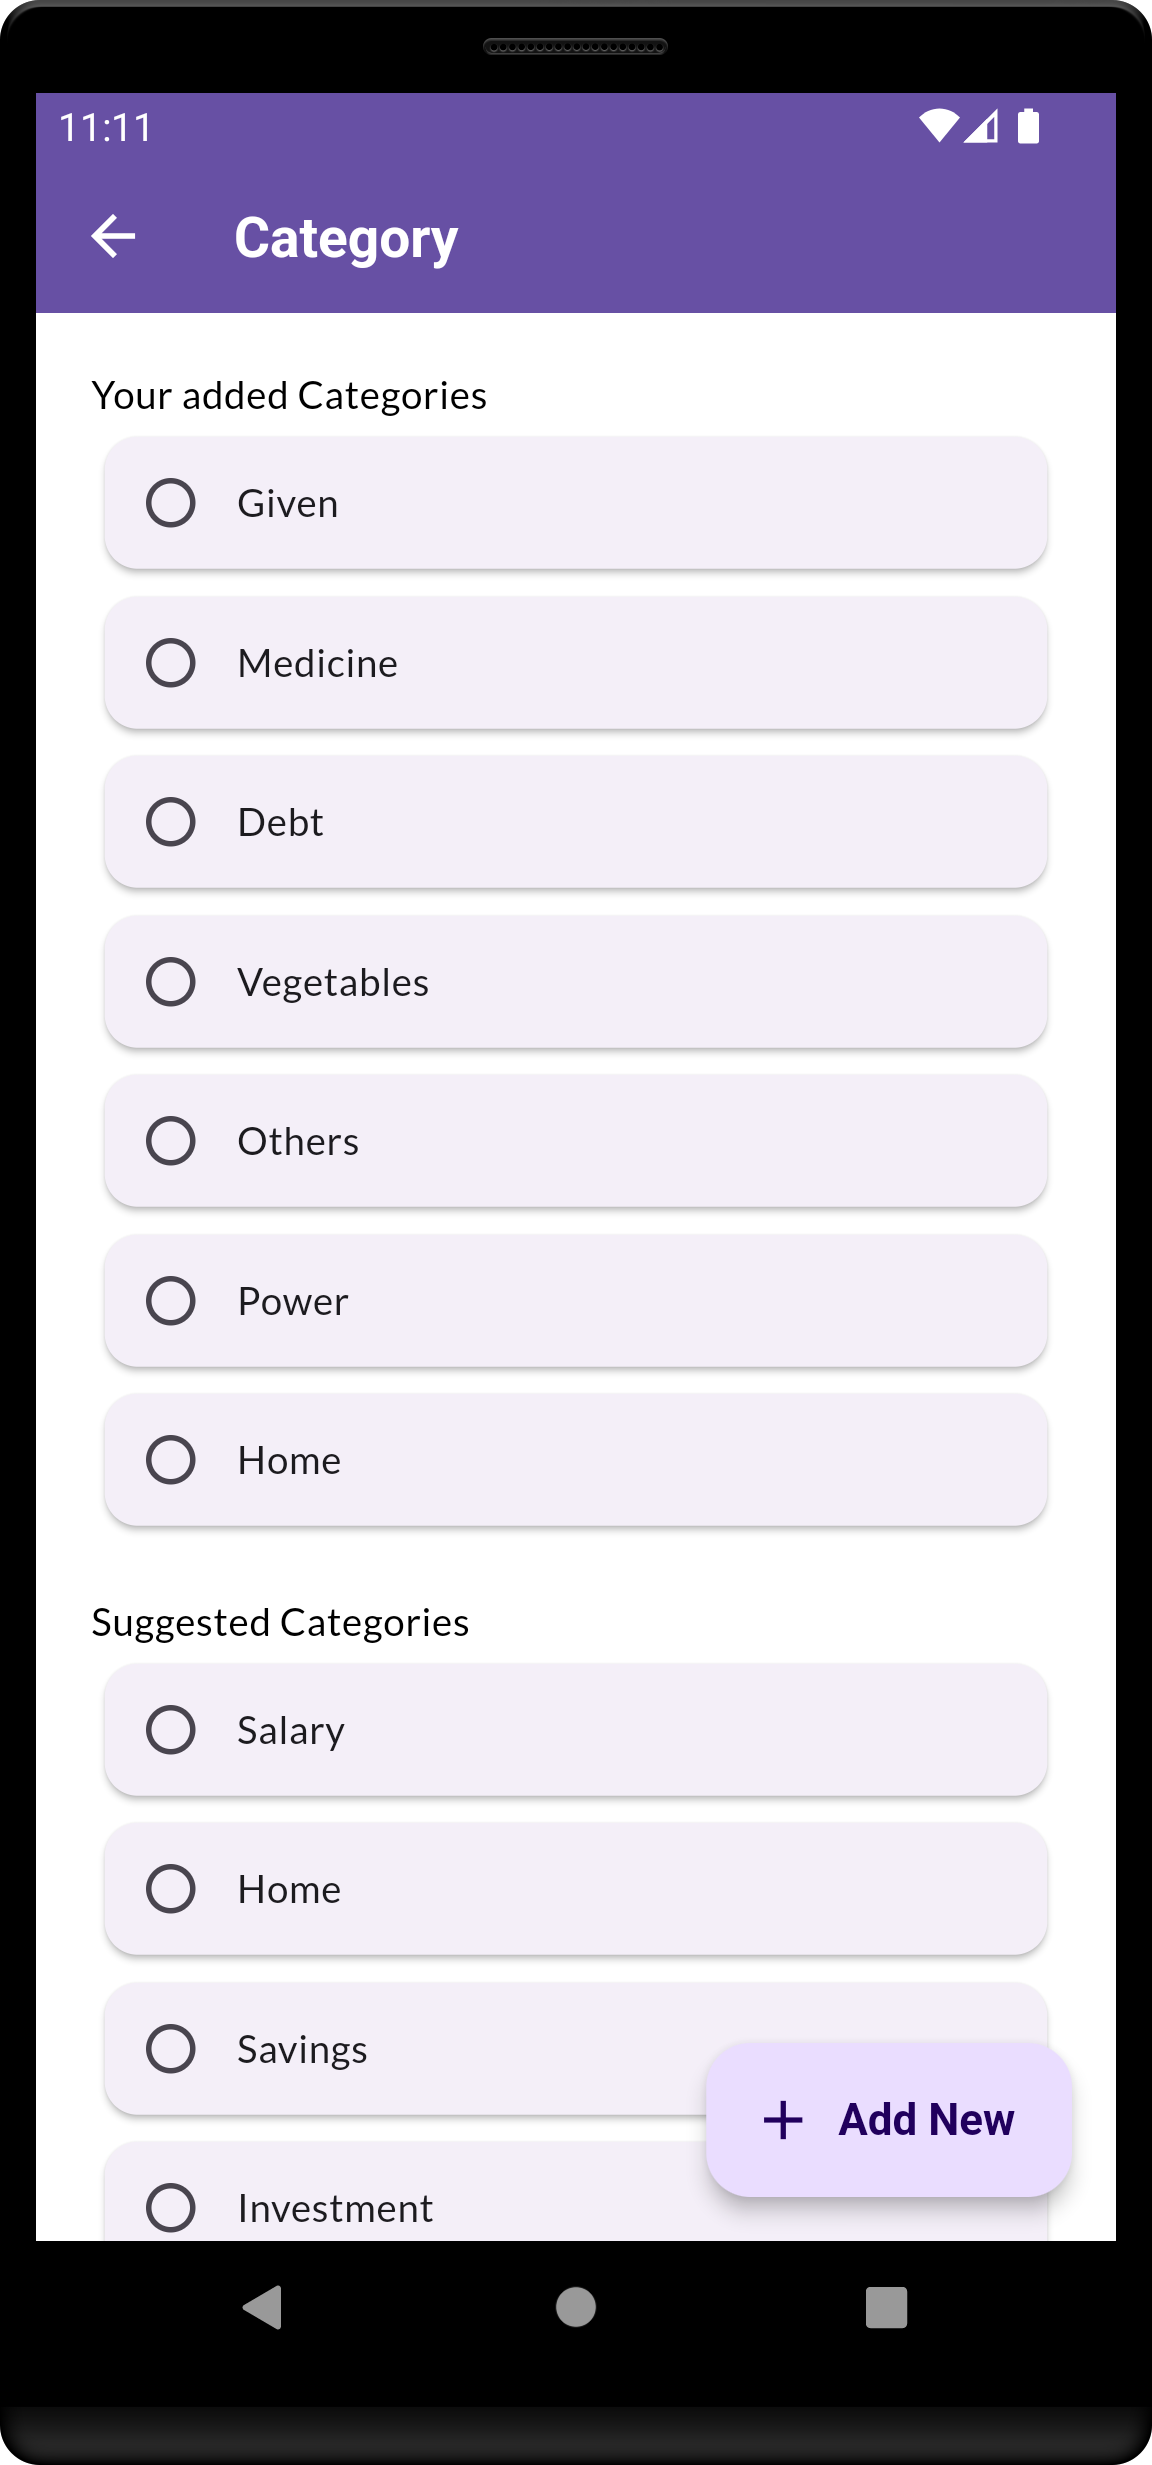 11:11
Category
Your added Categories
Given
Medicine
Debt
Vegetables
Others
Power
Home
Suggested Categories
Salary
Home
Savings
Add New
Investment